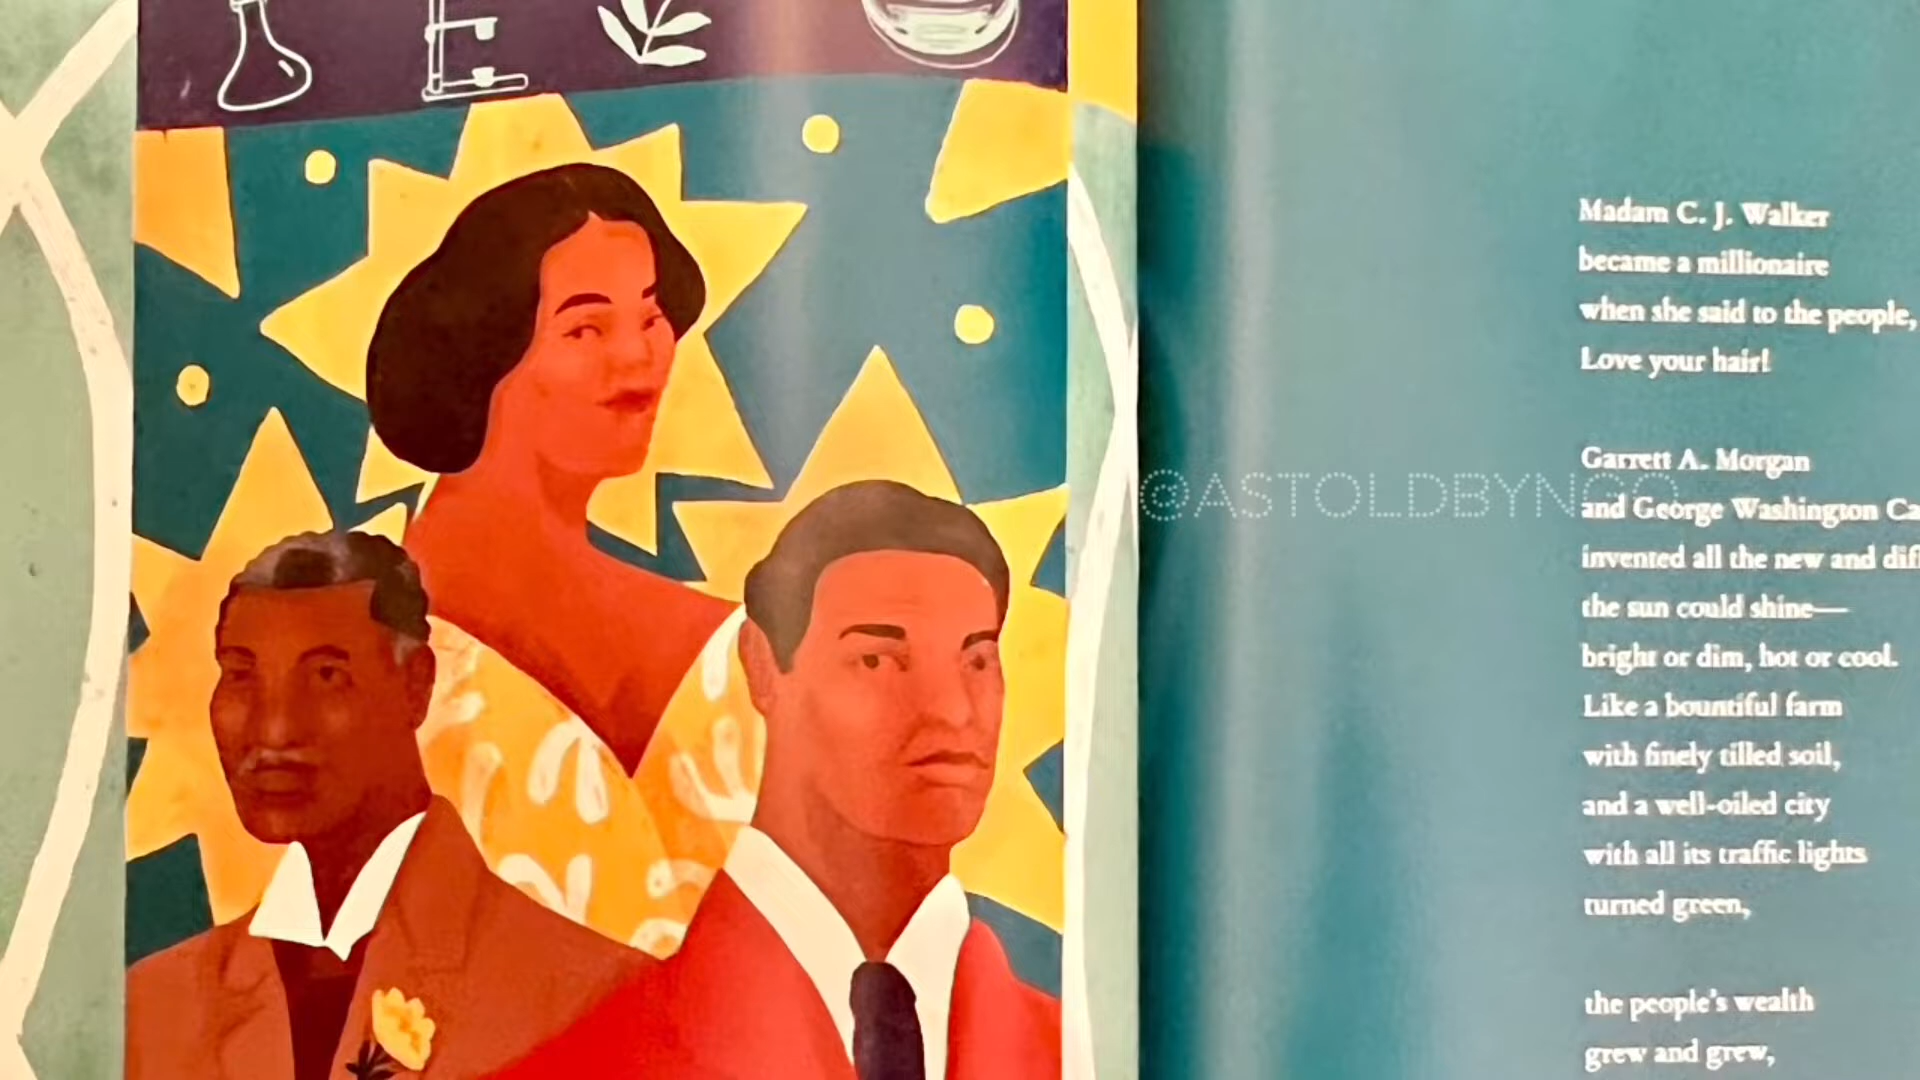 Madam C. J. Walker
became a millionaire
when she said to the people,
Love your hair!
Garrett A. Morgan
and George Washington
invented all the new and
the sun could shine—
bright or dim, hot or cool.
Like a bountiful farm
with finely tilled soil,
and a well-oiled city
with all its traffic lights
turned green,
the people's wealth
grew and grew,
@ASTOLDBYNGO